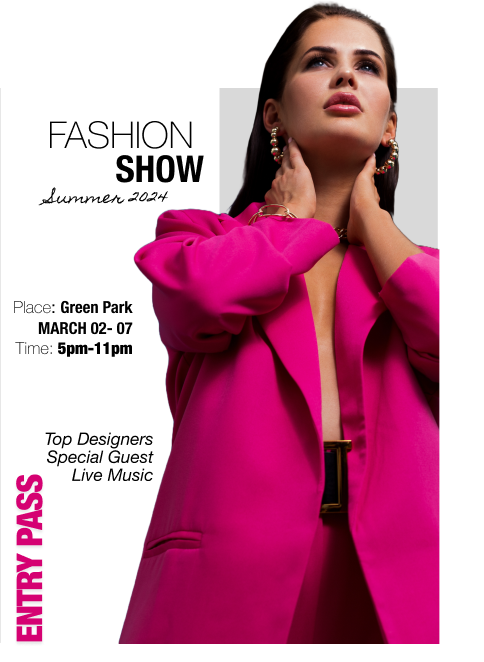 FASHION
SHOW
Summer 2024
Place: Green Park
MARCH 02- 07
Time: 5pm-11pm
Top Designers
Special Guest
Live Music
ENTRY PASS